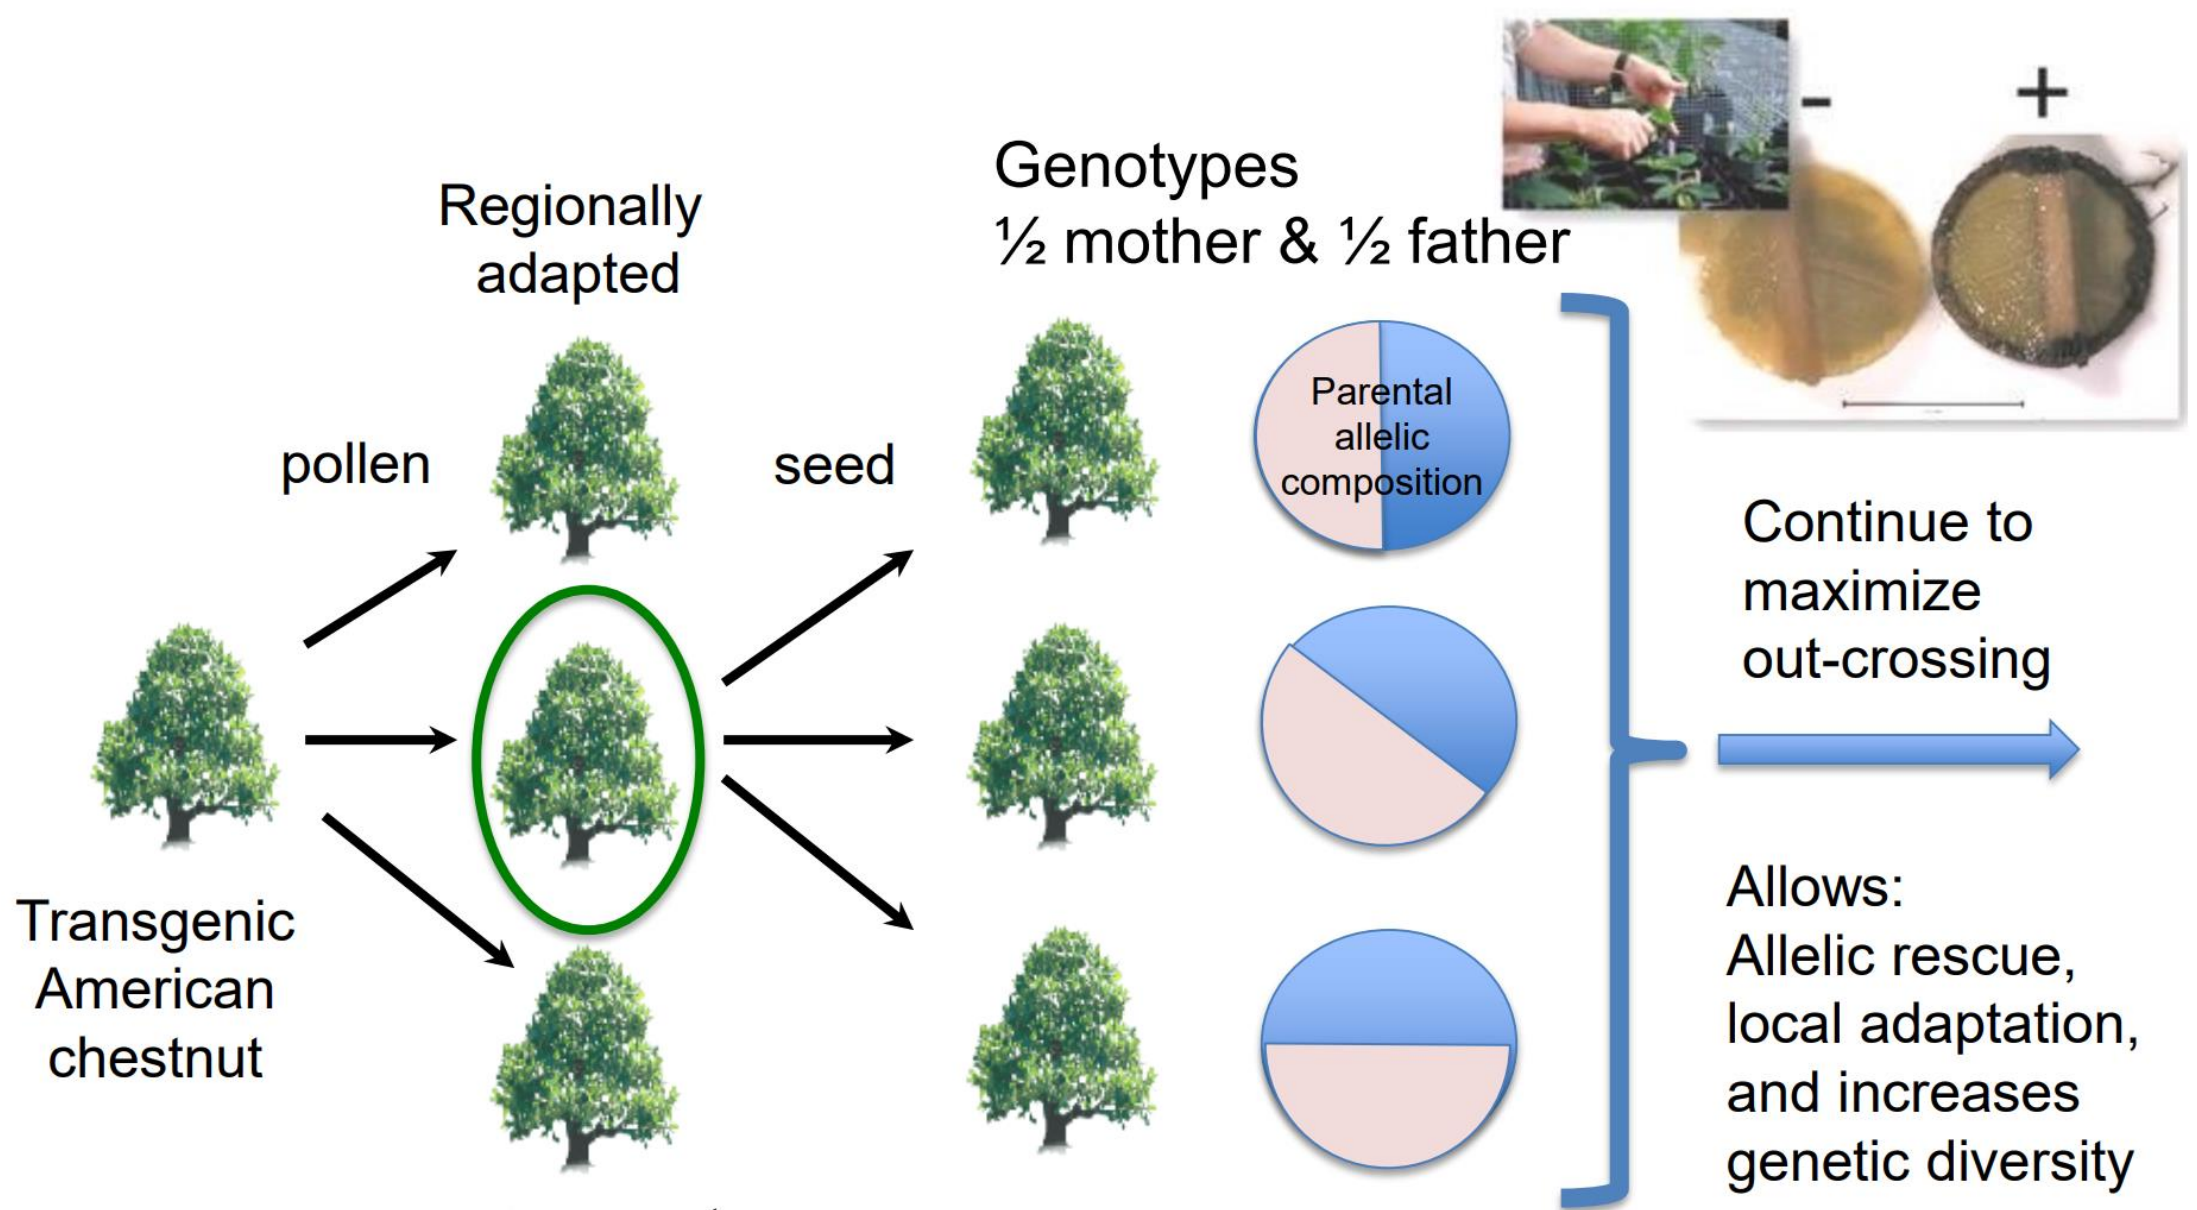 Regionally
adapted
Genotypes
½ mother & ½ father
-
+
pollen
seed
Parental
allelic
composition
Transgenic
American
chestnut
Continue to
maximize
out-crossing
Allows:
Allelic rescue,
local adaptation,
and increases
genetic diversity